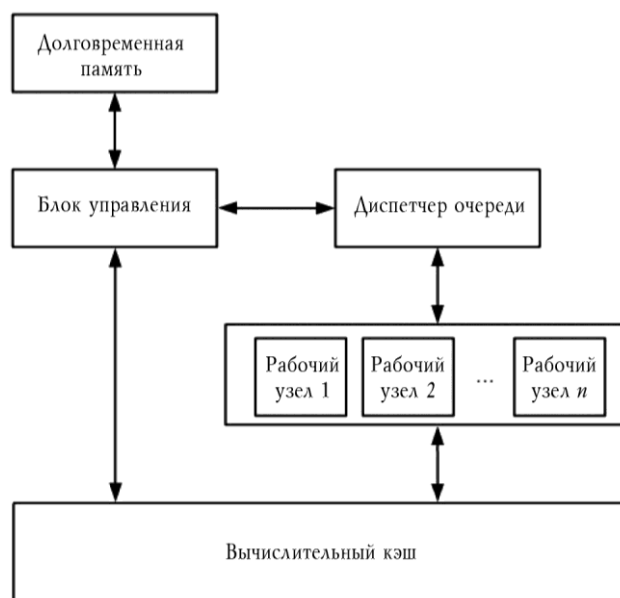 Долговременная
память
Блок управления
Диспетчер очереди
Рабочий
узел 1
Рабочий
узел 2
...
Рабочий
узел n
Вычислительный кэш